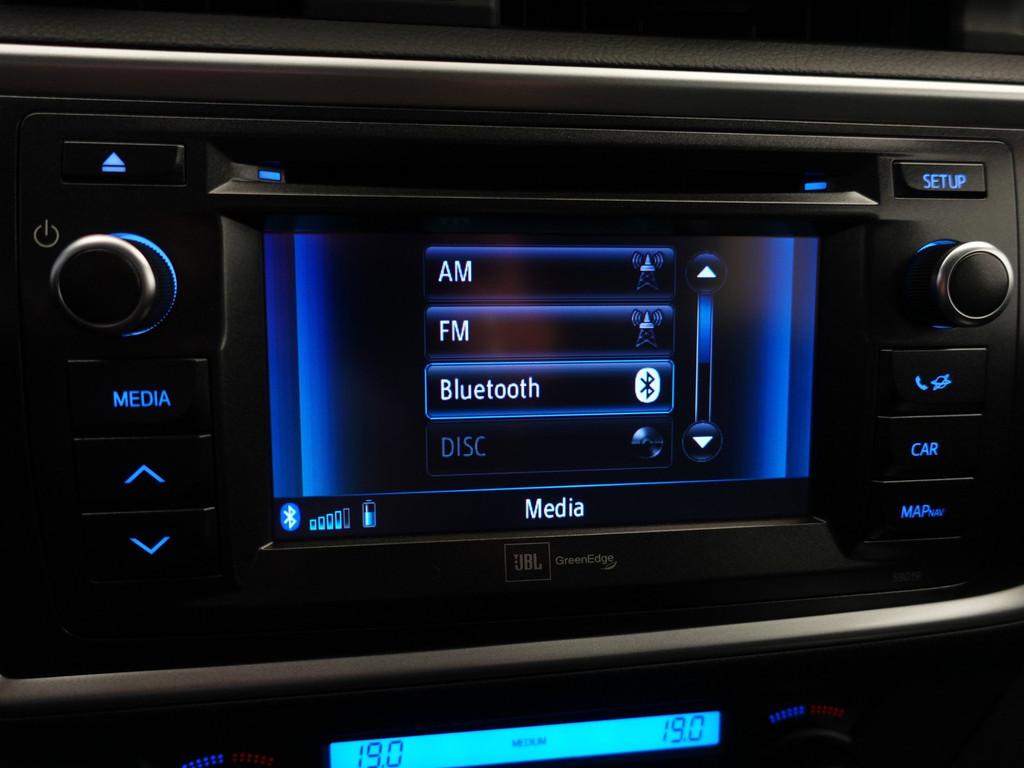 SETUP
AM
FM
MEDIA
Bluetooth
CAR
DISC
MAPNAV
Media
JBL GreenEdge
19.0 MEDIUM 19.0